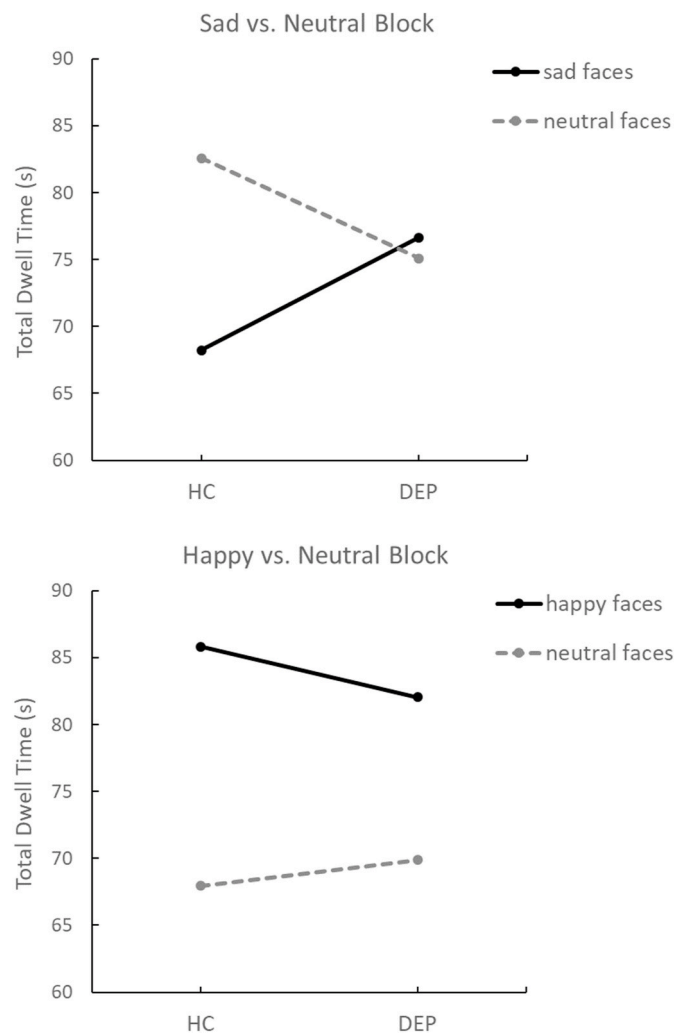 Sad vs. Neutral Block
90
85
80
75
70
65
60
Total Dwell Time (s)
sad faces
neutral faces
HC DEP
Happy vs. Neutral Block
90
85
80
75
70
65
60
Total Dwell Time (s)
happy faces
neutral faces
HC DEP